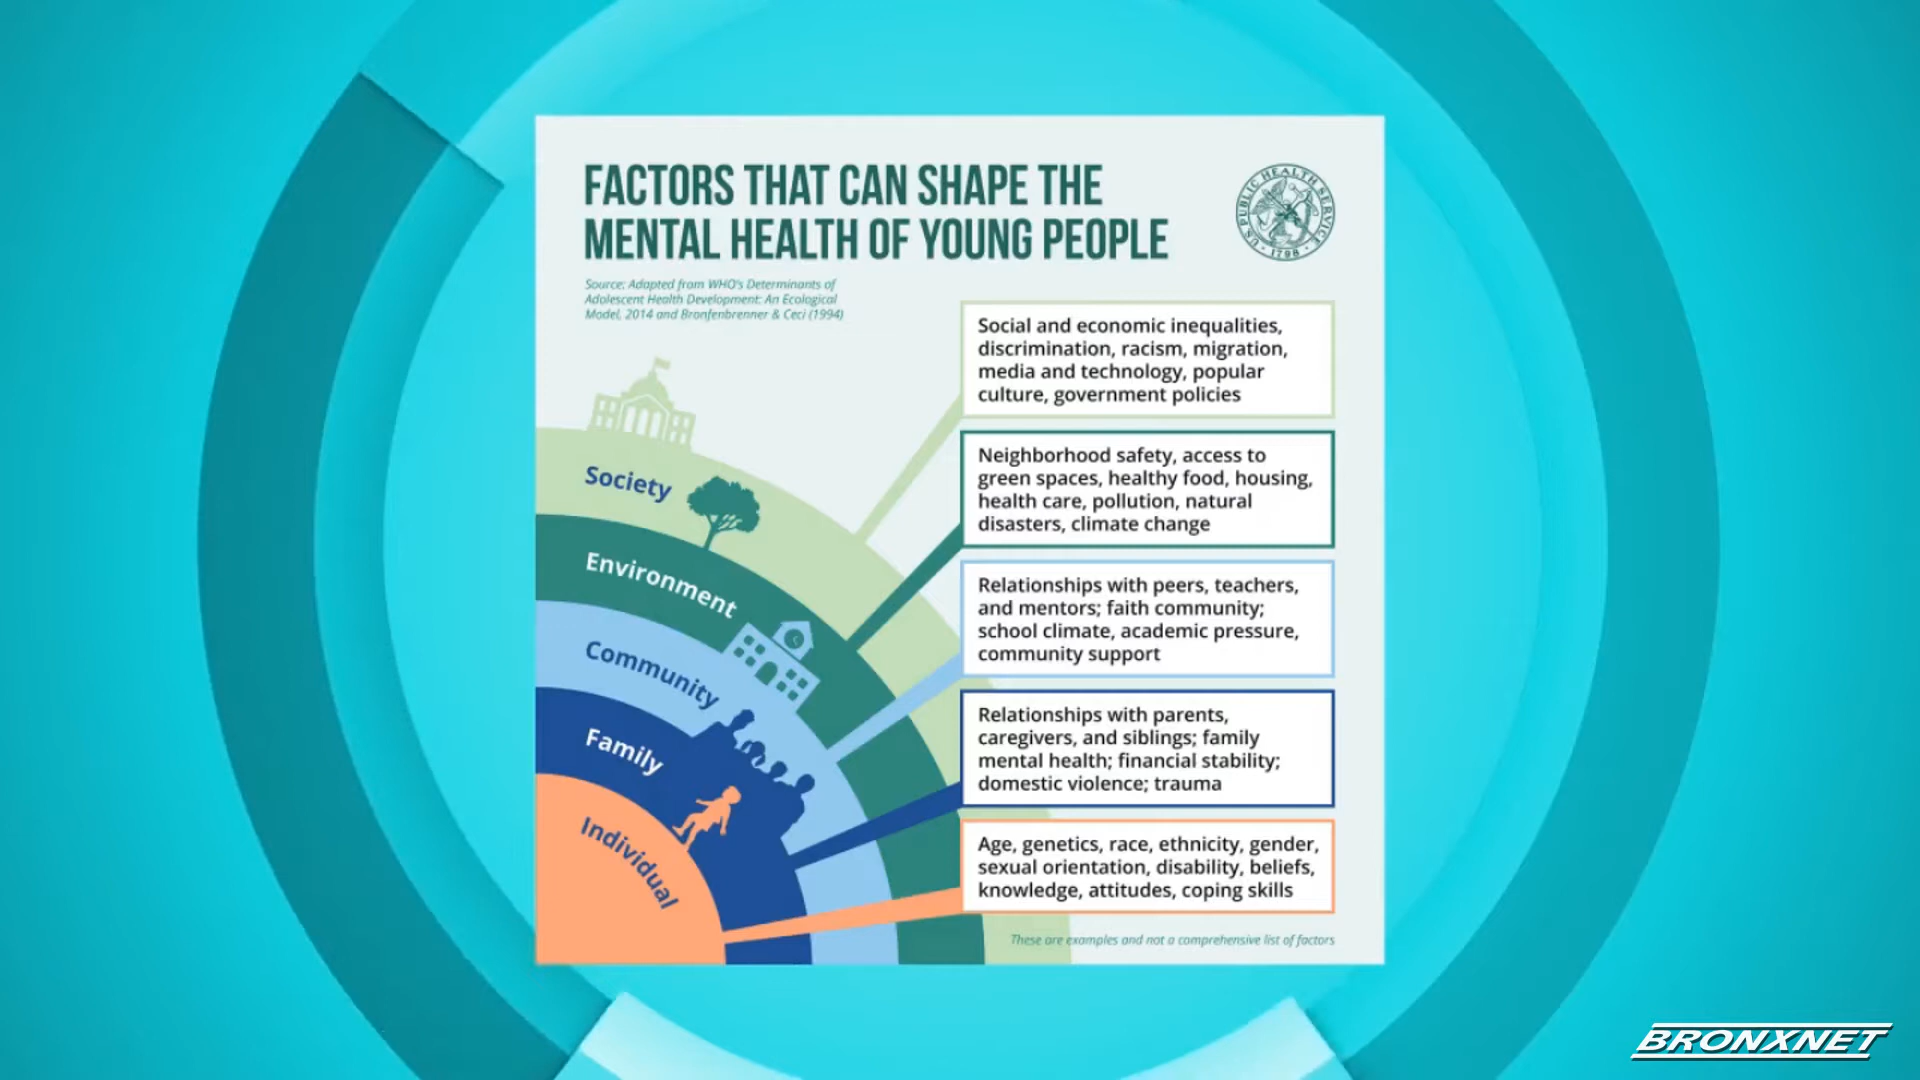 FACTORS THAT CAN SHAPE THE
MENTAL HEALTH OF YOUNG PEOPLE
US PUBLIC HEALTH SERVICE
1798
Source: Adapted from WHO's Determinants of
Adolescent Health Development: An Ecological
Model, 2014 and Bronfenbrenner & Ceci (1994)
Society
Social and economic inequalities,
discrimination, racism, migration,
media and technology, popular
culture, government policies
Environment
Neighborhood safety, access to
green spaces, healthy food, housing,
health care, pollution, natural
disasters, climate change
Community
Relationships with peers, teachers,
and mentors; faith community;
school climate, academic pressure,
community support
Family
Relationships with parents,
caregivers, and siblings; family
mental health; financial stability;
domestic violence; trauma
Individual
Age, genetics, race, ethnicity, gender,
sexual orientation, disability, beliefs,
knowledge, attitudes, coping skills
These are examples and not a comprehensive list of factors
BRONXNET